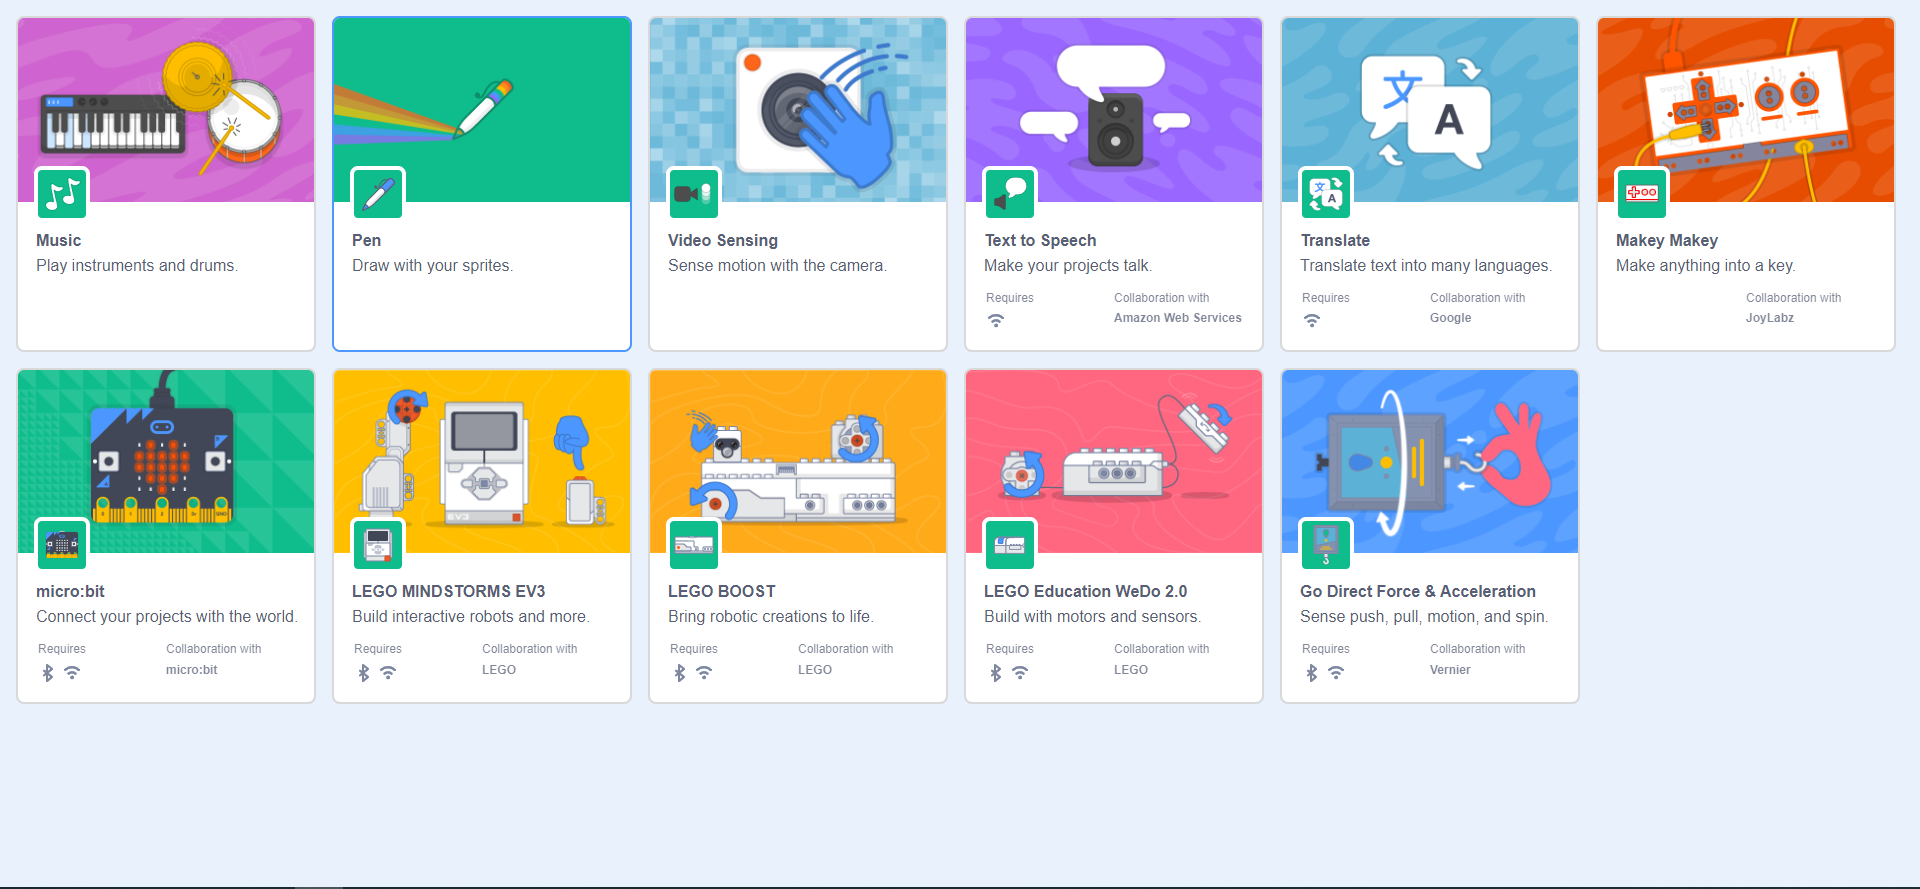 Music
Play instruments and drums.
Pen
Draw with your sprites.
Video Sensing
Sense motion with the camera.
文
A
Text to Speech
Make your projects talk.
Requires
Collaboration with
Amazon Web Services
文
A
Translate
Translate text into many languages.
Requires
Collaboration with
Google
Makey Makey
Make anything into a key.
Collaboration with
JoyLabz
micro:bit
Connect your projects with the world.
Requires
Collaboration with
micro:bit
EV3
LEGO MINDSTORMS EV3
Build interactive robots and more.
Requires
Collaboration with
LEGO
LEGO BOOST
Bring robotic creations to life.
Requires
Collaboration with
LEGO
LEGO Education WeDo 2.0
Build with motors and sensors.
Requires
Collaboration with
LEGO
Go Direct Force & Acceleration
Sense push, pull, motion, and spin.
Requires
Collaboration with
Vernier